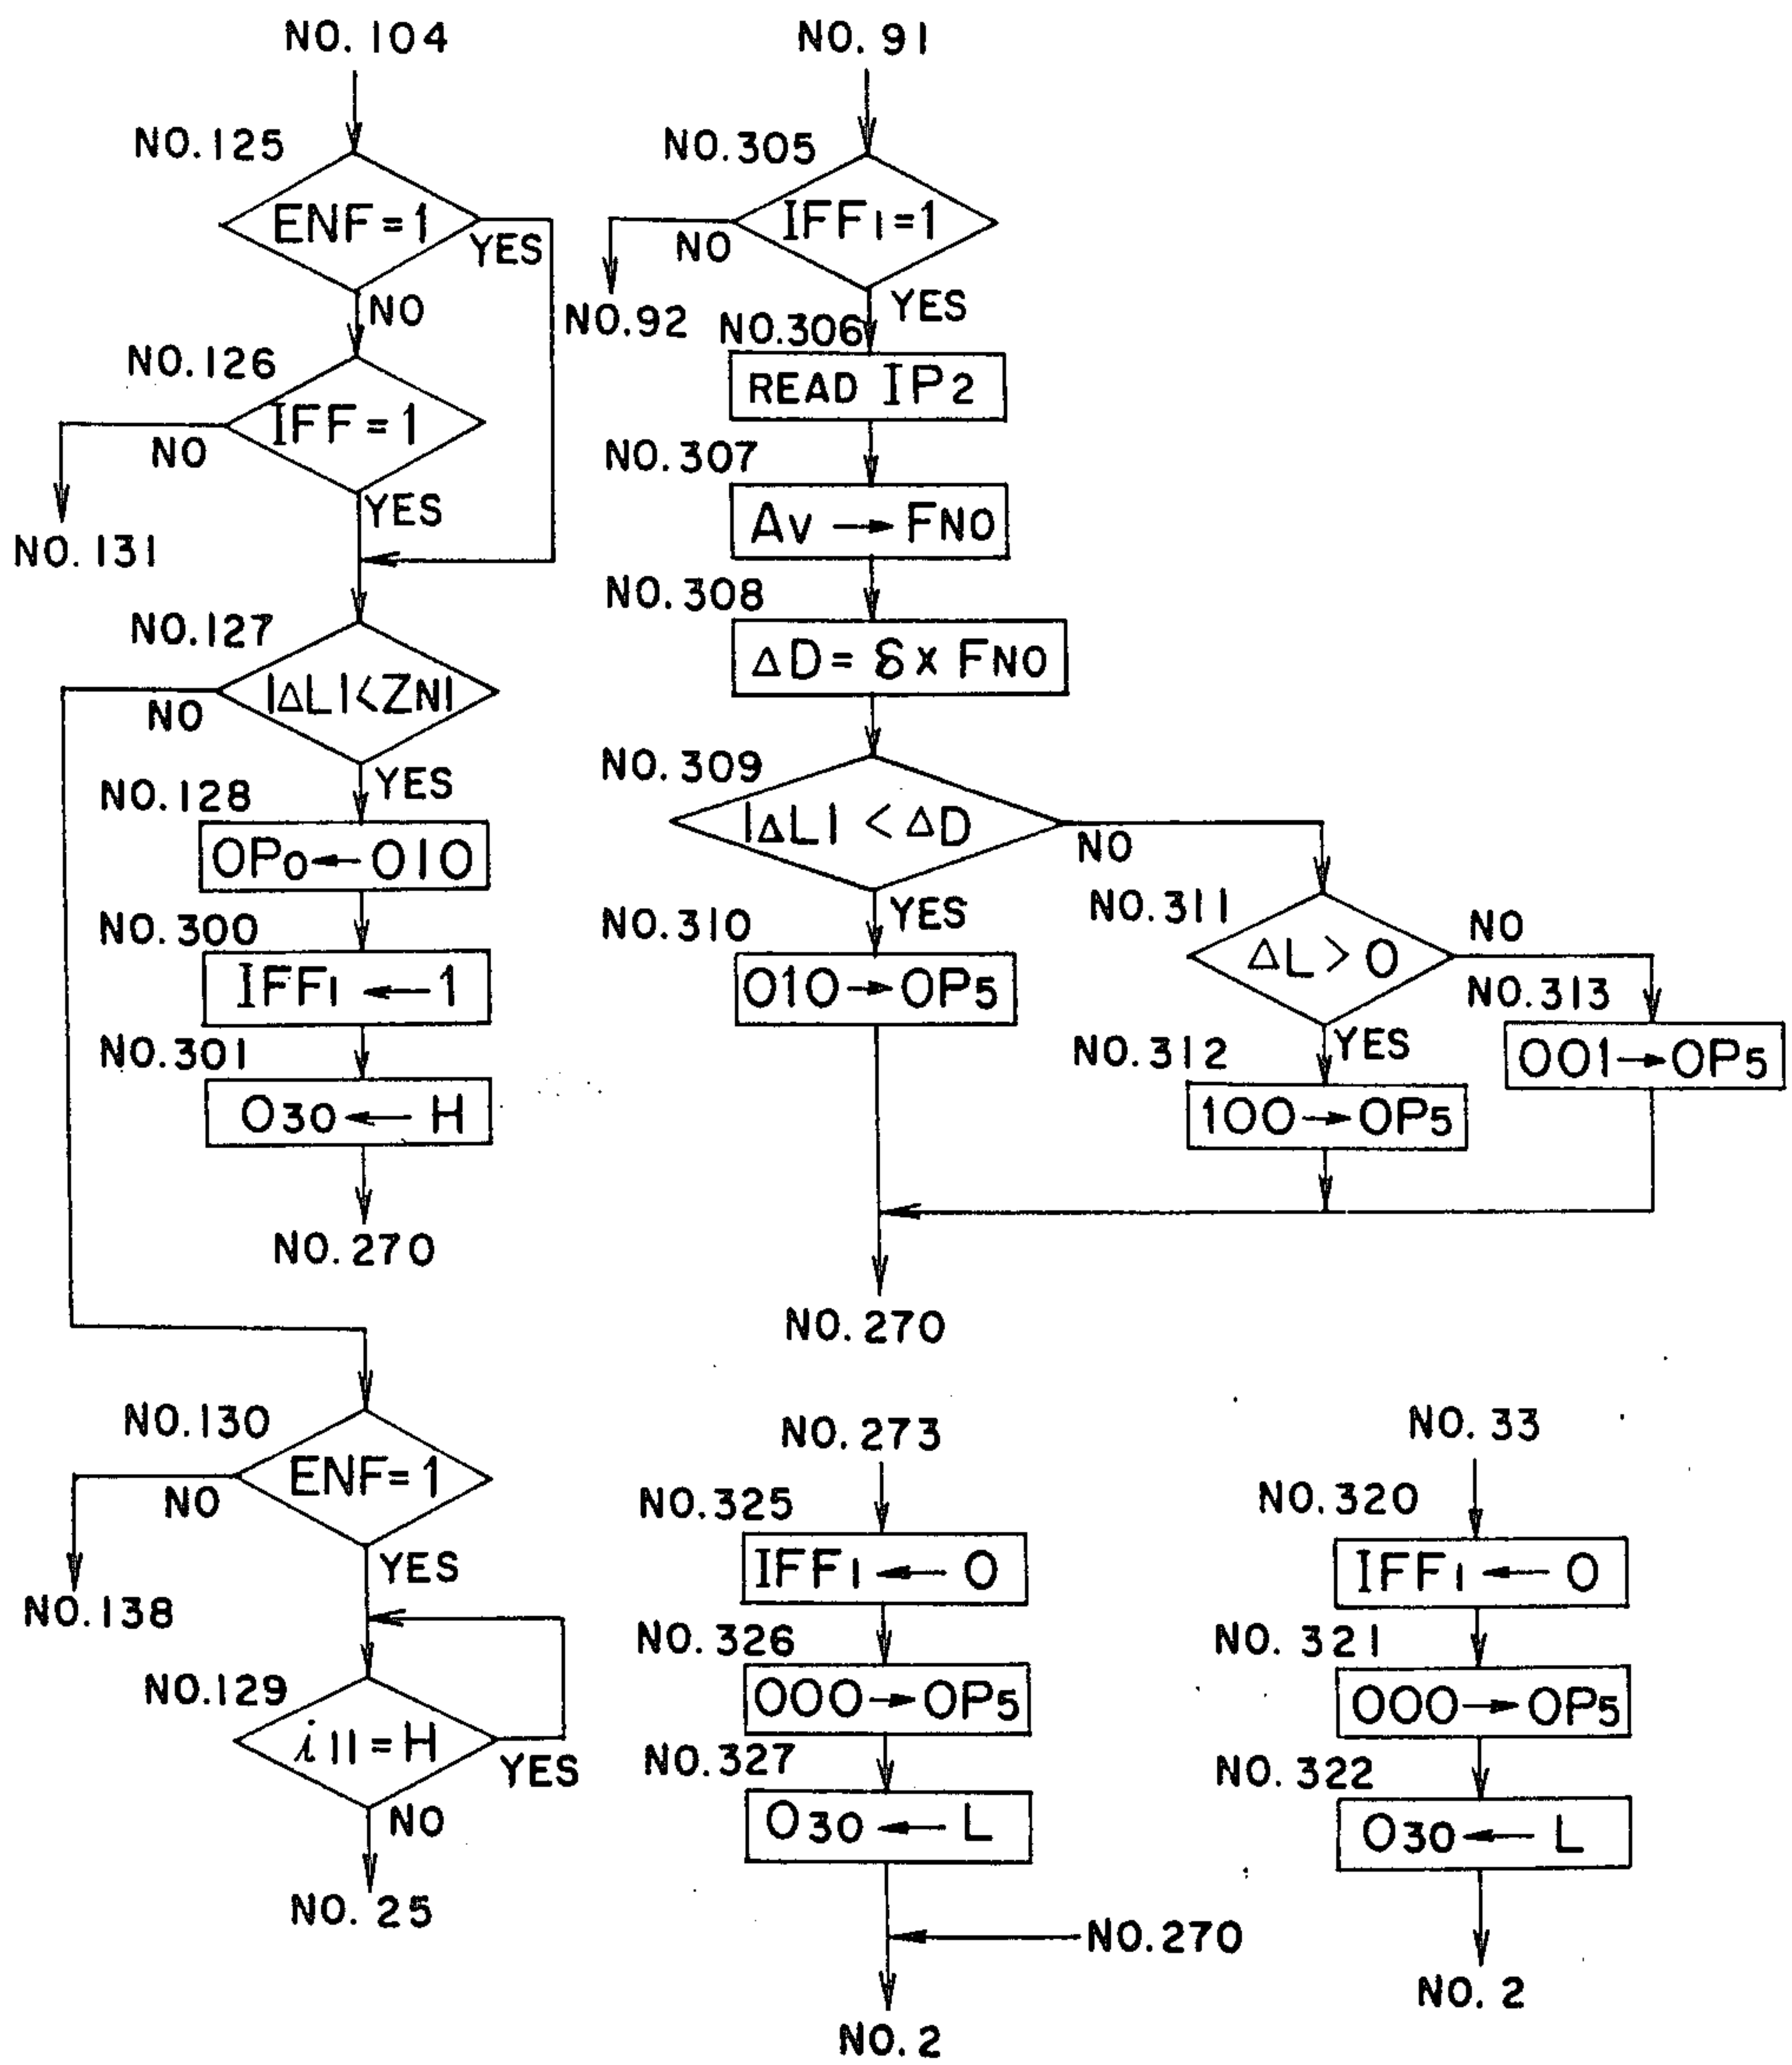 NO. 104
NO.125
ENF=1
YES
NO
NO.126
IFF=1
NO
YES
NO. 131
NO.127
|ΔL|<ZN1
NO
YES
NO.128
OP0←010
NO.300
IFF1←1
NO.301
O30←H
NO.270
NO.130
ENF=1
NO
YES
NO.138
NO.129
i11=H
YES
NO
NO. 25
NO. 91
NO.305
IFF1=1
NO
YES
NO.92
NO.306
READ IP2
NO.307
AV→FNO
NO.308
ΔD=δ×FNO
NO.309
|ΔL|<ΔD
NO
YES
NO.310
010→OP5
NO.311
ΔL>0
NO
YES
NO.313
001→OP5
NO.312
100→OP5
NO. 270
NO. 273
NO.325
IFF1←0
NO.326
000→OP5
NO.327
O30←L
NO.270
NO. 2
NO. 33
NO.320
IFF1←0
NO. 321
000→OP5
NO. 322
O30←L
NO. 2